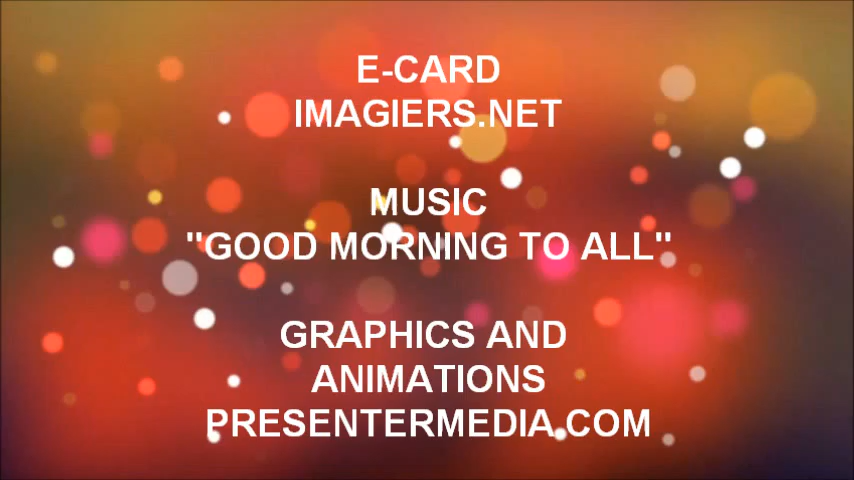 E-CARD
IMAGIERS.NET
MUSIC
"GOOD MORNING TO ALL"
GRAPHICS AND
ANIMATIONS
PRESENTERMEDIA.COM